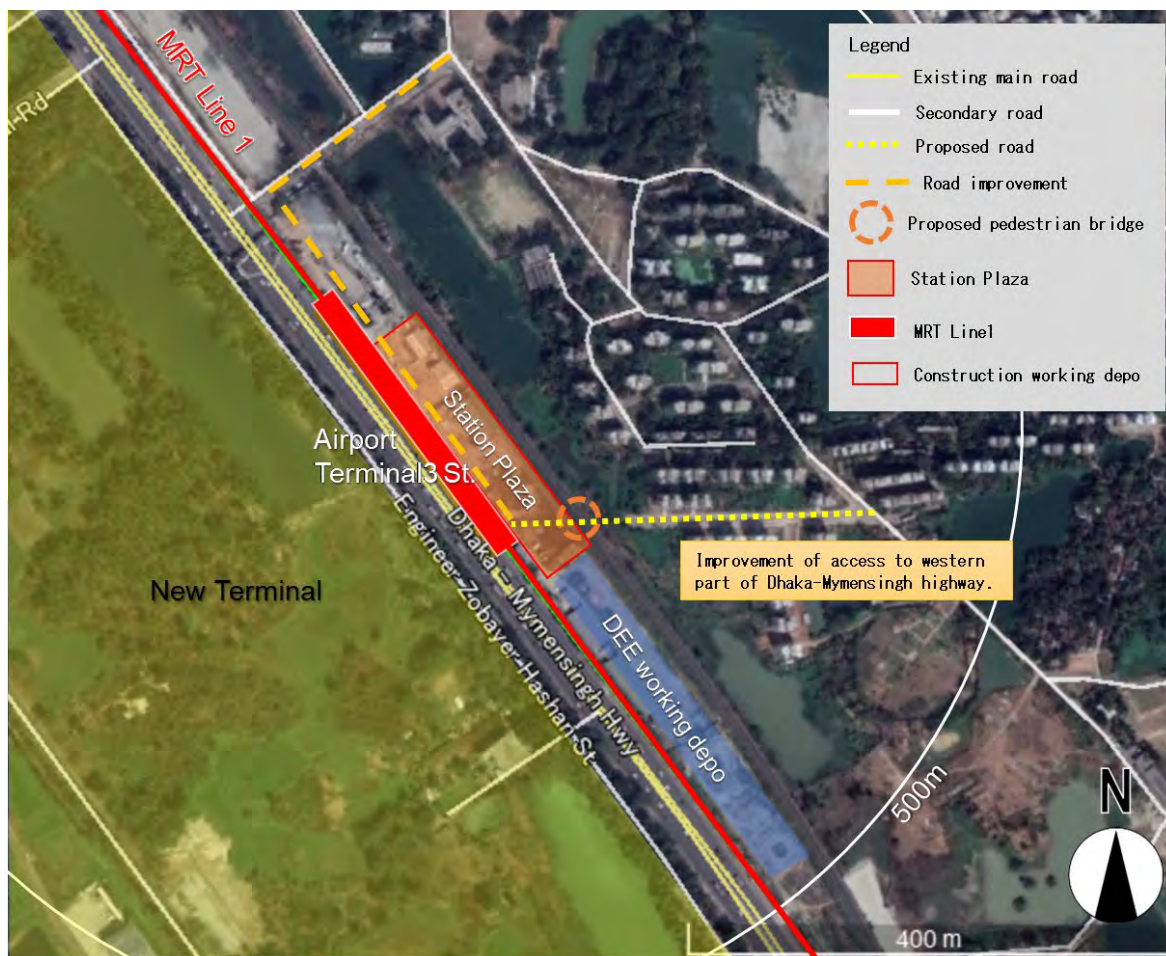 MRT Line 1
Legend
Existing main road
Secondary road
Proposed road
Road improvement
Proposed pedestrian bridge
Station Plaza
MRT Line1
Construction working depo
Station Plaza
Airport
Terminal3 St.
Dhaka – Mymensingh Hwy
Engineer-Zobayer-Hashan-St
New Terminal
Improvement of access to western
part of Dhaka-Mymensingh highway.
DEE working depo
500m
N
400 m